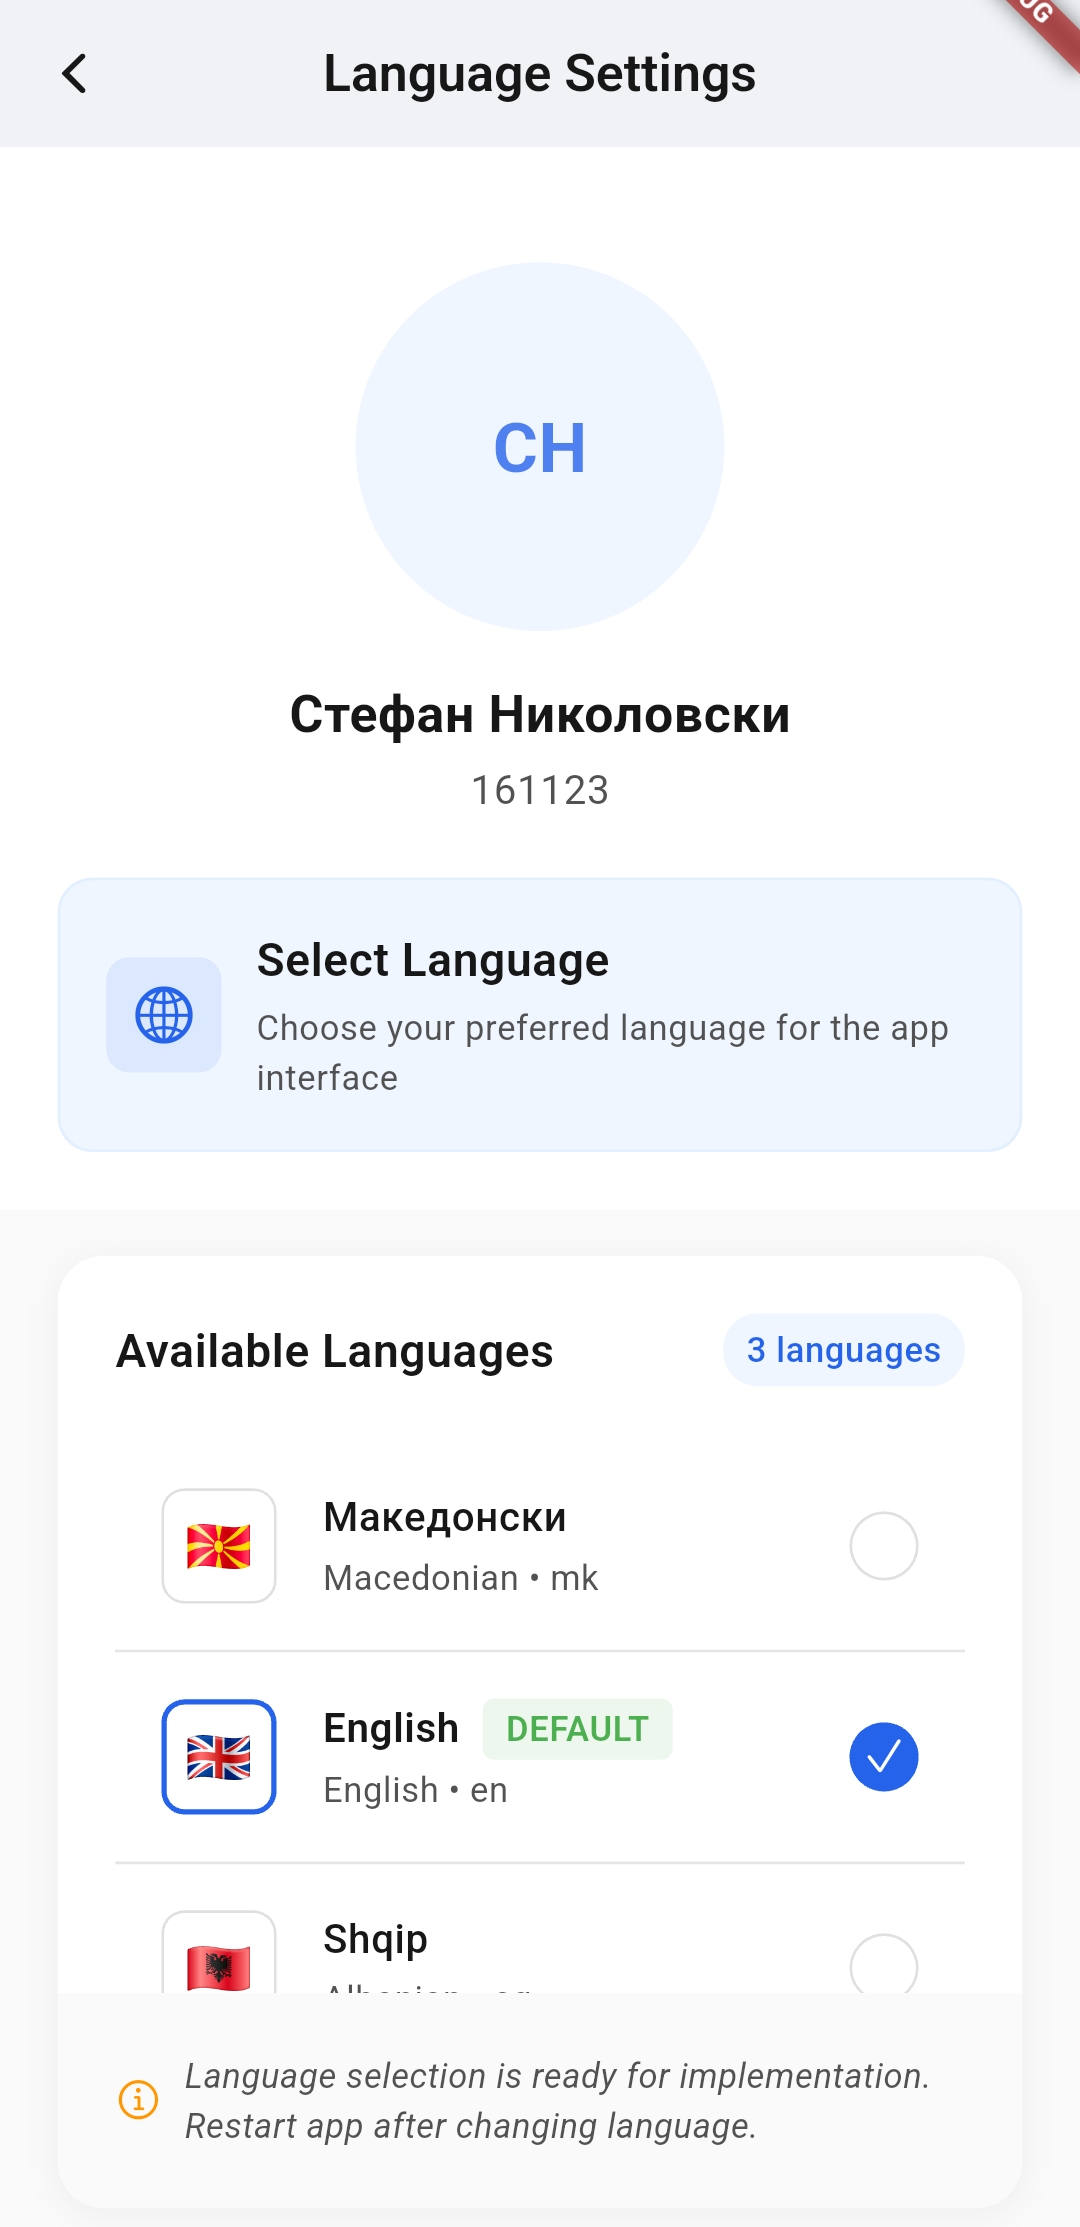 Language Settings
CH
Стефан Николовски
161123
Select Language
Choose your preferred language for the app
interface
Available Languages
3 languages
Македонски
Macedonian • mk
English DEFAULT
English • en
Shqip
Language selection is ready for implementation.
Restart app after changing language.